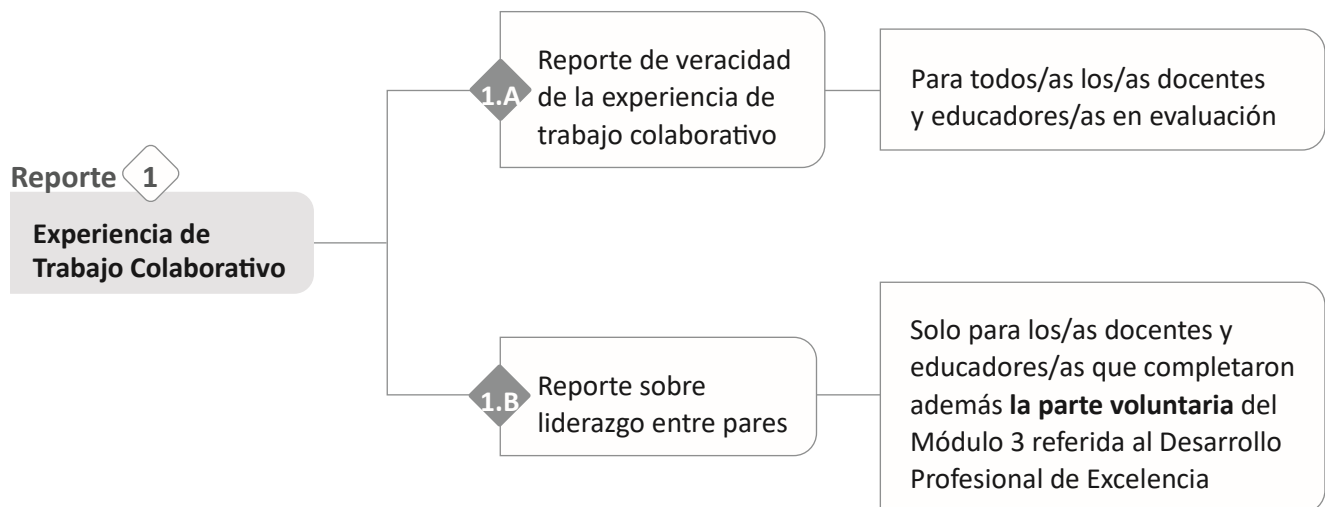 Reporte 1
Experiencia de
Trabajo Colaborativo
1.A
Reporte de veracidad
de la experiencia de
trabajo colaborativo
Para todos/as los/as docentes
y educadores/as en evaluación
1.B
Reporte sobre
liderazgo entre pares
Solo para los/as docentes y
educadores/as que completaron
además la parte voluntaria del
Módulo 3 referida al Desarrollo
Profesional de Excelencia